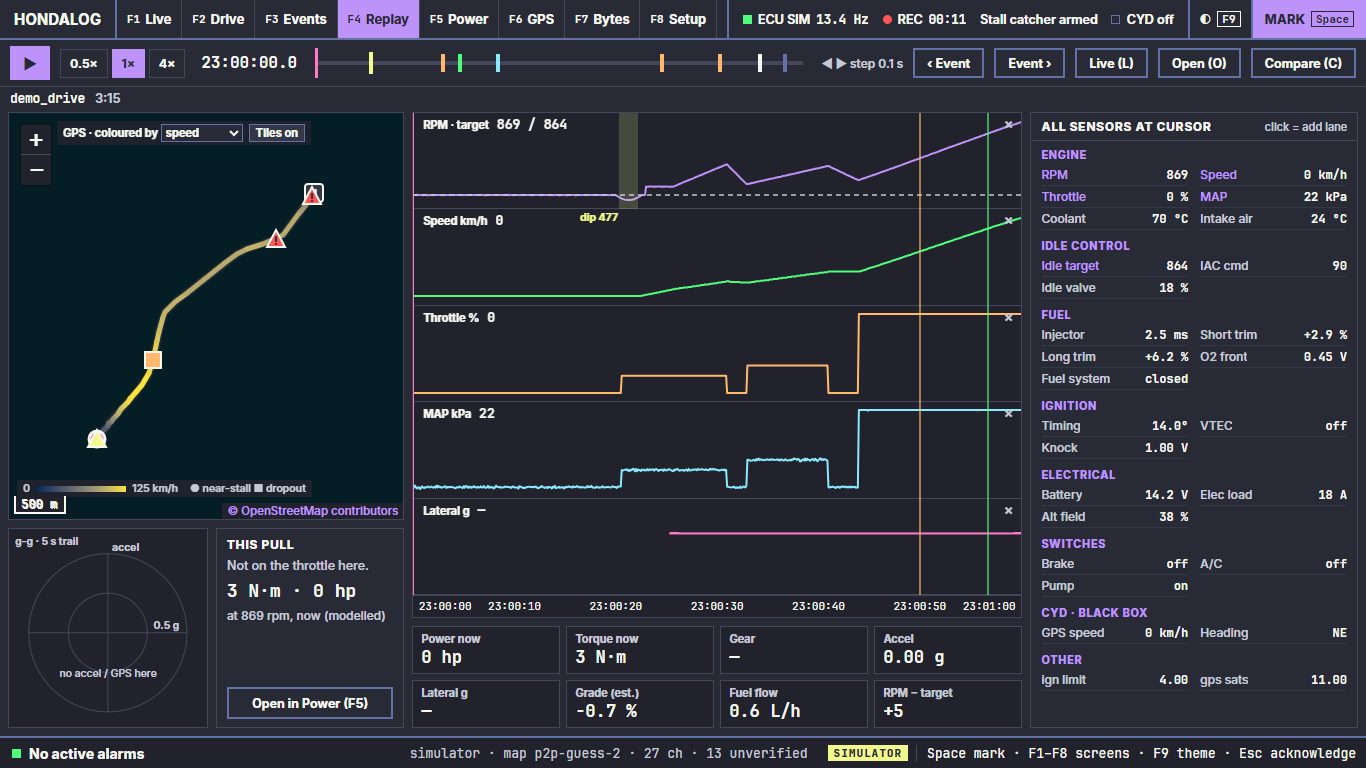 HONDALOG F1 Live F2 Drive F3 Events F4 Replay F5 Power F6 GPS F7 Bytes F8 Setup ECU SIM 13.4 Hz REC 00:11 Stall catcher armed CYD off F9 MARK Space
0.5× 1× 4× 23:00:00.0 ◀ ▶ step 0.1 s ‹ Event Event › Live (L) Open (O) Compare (C)
demo_drive 3:15
+
−
GPS · coloured by speed Tiles on
0 125 km/h near-stall dropout
500 m
© OpenStreetMap contributors
g-g · 5 s trail
accel
0.5 g
no accel / GPS here
THIS PULL
Not on the throttle here.
3 N·m · 0 hp
at 869 rpm, now (modelled)
Open in Power (F5)
RPM · target 869 / 864 ×
dip 477
Speed km/h 0 ×
Throttle % 0 ×
MAP kPa 22 ×
Lateral g — ×
23:00:00 23:00:10 23:00:20 23:00:30 23:00:40 23:00:50 23:01:00
Power now
0 hp
Torque now
3 N·m
Gear
—
Accel
0.00 g
Lateral g
—
Grade (est.)
-0.7 %
Fuel flow
0.6 L/h
RPM − target
+5
ALL SENSORS AT CURSOR click = add lane
ENGINE
RPM 869 Speed 0 km/h
Throttle 0 % MAP 22 kPa
Coolant 70 °C Intake air 24 °C
IDLE CONTROL
Idle target 864 IAC cmd 90
Idle valve 18 %
FUEL
Injector 2.5 ms Short trim +2.9 %
Long trim +6.2 % O2 front 0.45 V
Fuel system closed
IGNITION
Timing 14.0° VTEC off
Knock 1.00 V
ELECTRICAL
Battery 14.2 V Elec load 18 A
Alt field 38 %
SWITCHES
Brake off A/C off
Pump on
CYD · BLACK BOX
GPS speed 0 km/h Heading NE
OTHER
Ign limit 4.00 gps sats 11.00
No active alarms simulator · map p2p-guess-2 · 27 ch · 13 unverified SIMULATOR Space mark · F1–F8 screens · F9 theme · Esc acknowledge